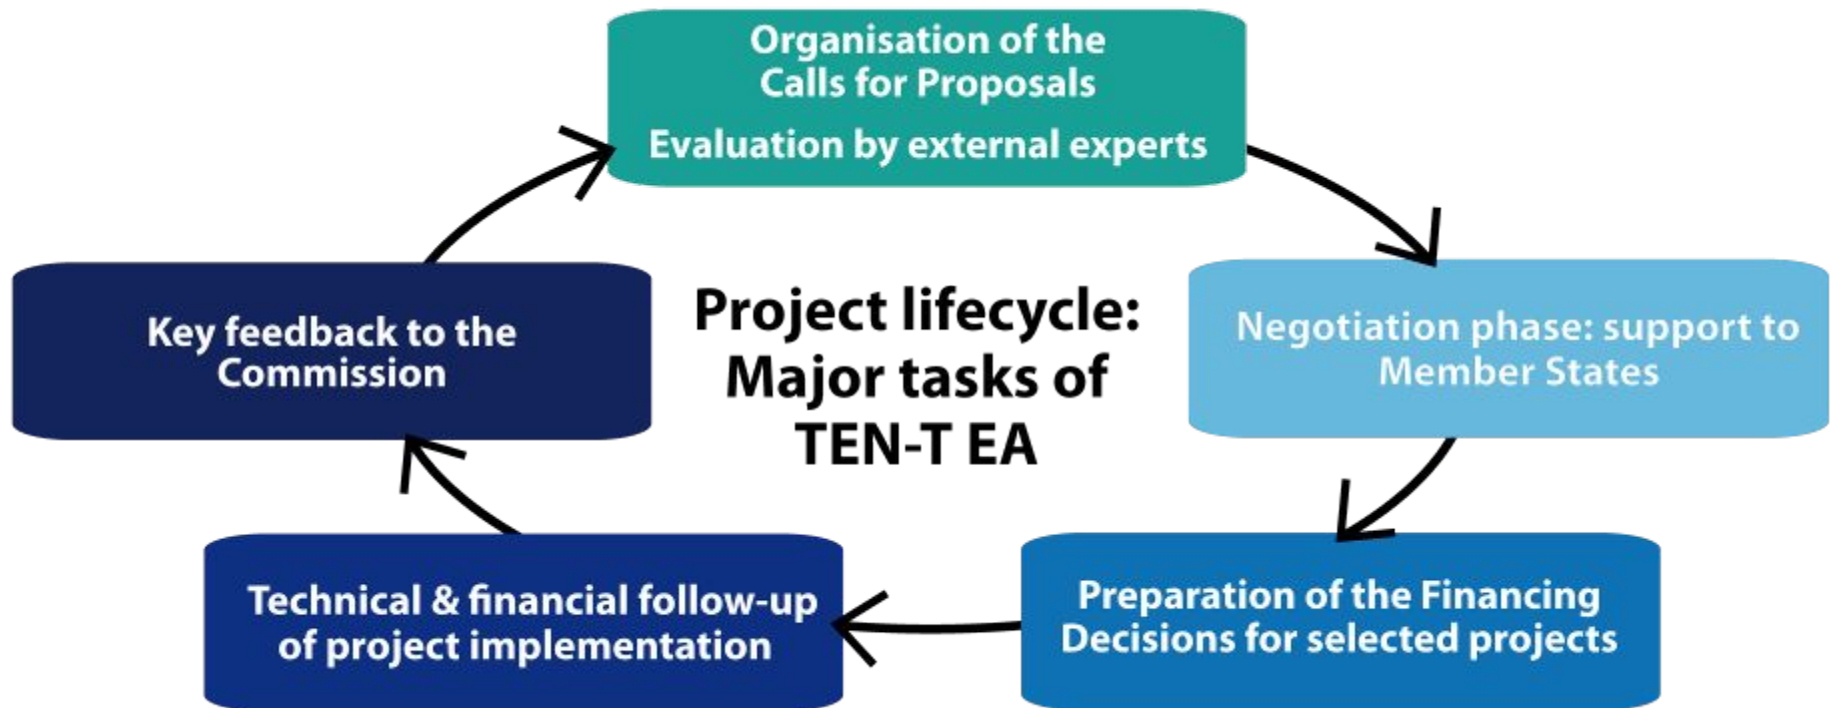 Organisation of the
Calls for Proposals
Evaluation by external experts
Negotiation phase: support to
Member States
Preparation of the Financing
Decisions for selected projects
Technical & financial follow-up
of project implementation
Key feedback to the
Commission
Project lifecycle:
Major tasks of
TEN-T EA